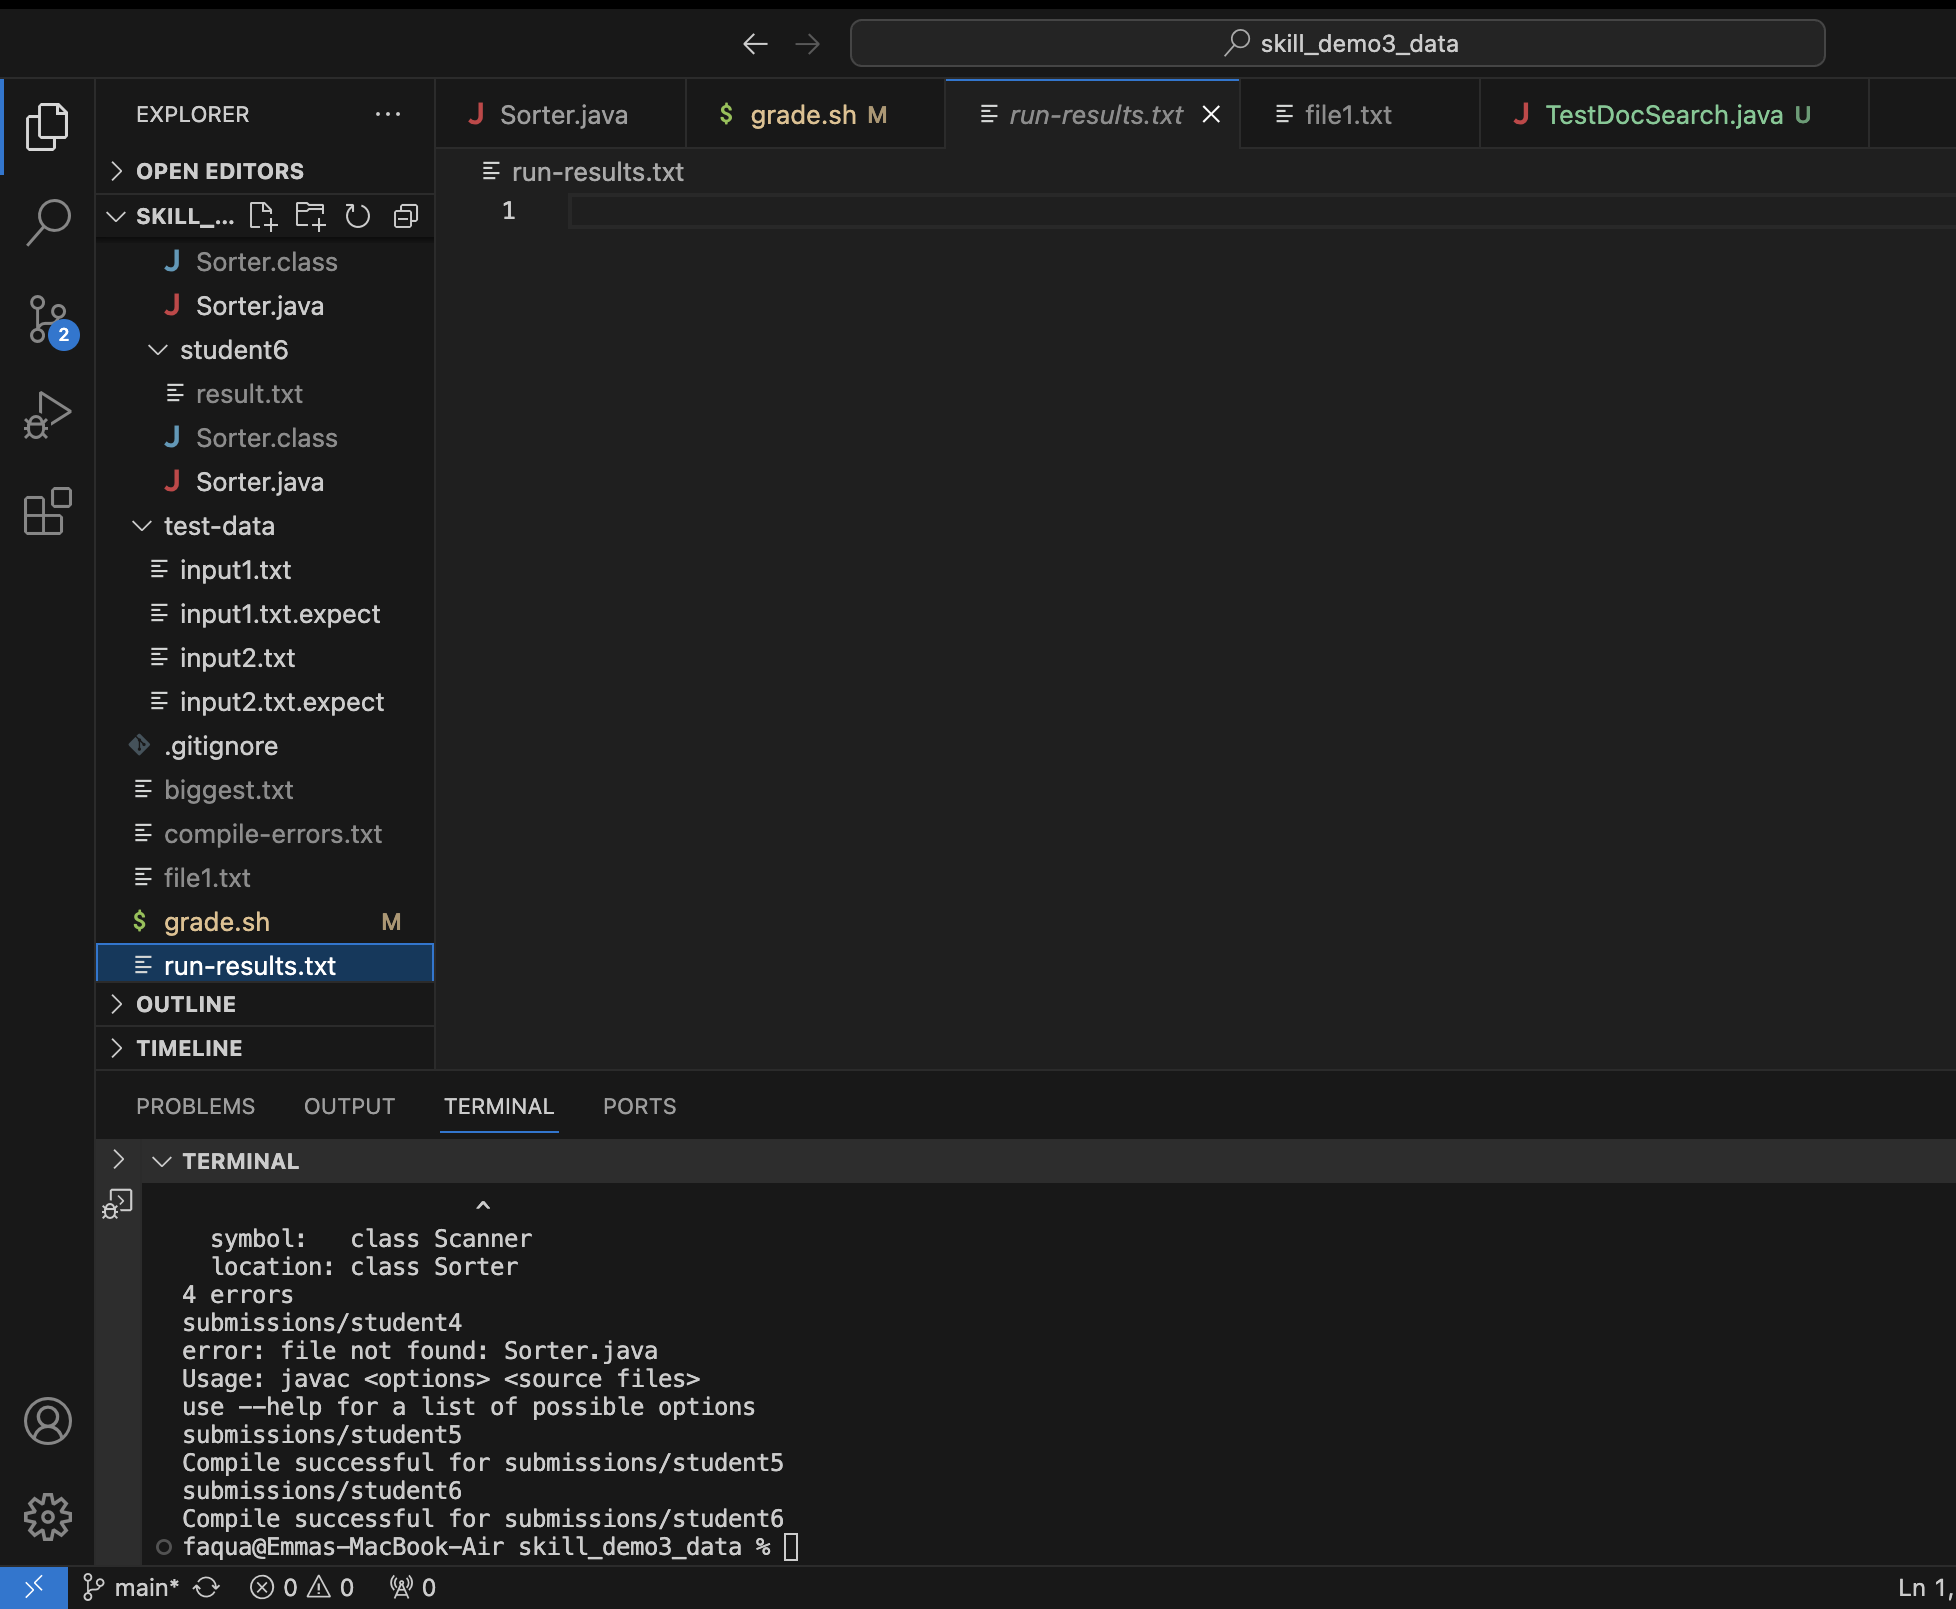 skill_demo3_data
EXPLORER
Sorter.java
$ grade.sh M
run-results.txt
file1.txt
J TestDocSearch.java U
OPEN EDITORS
run-results.txt
SKILL_...
1
J Sorter.class
J Sorter.java
student6
result.txt
J Sorter.class
J Sorter.java
test-data
input1.txt
input1.txt.expect
input2.txt
input2.txt.expect
.gitignore
biggest.txt
compile-errors.txt
file1.txt
$ grade.sh M
run-results.txt
OUTLINE
TIMELINE
2
PROBLEMS OUTPUT TERMINAL PORTS
TERMINAL
^
symbol:   class Scanner
location: class Sorter
4 errors
submissions/student4
error: file not found: Sorter.java
Usage: javac <options> <source files>
use --help for a list of possible options
submissions/student5
Compile successful for submissions/student5
submissions/student6
Compile successful for submissions/student6
faqua@Emmas-MacBook-Air skill_demo3_data %
main* 0 0 0
Ln 1,